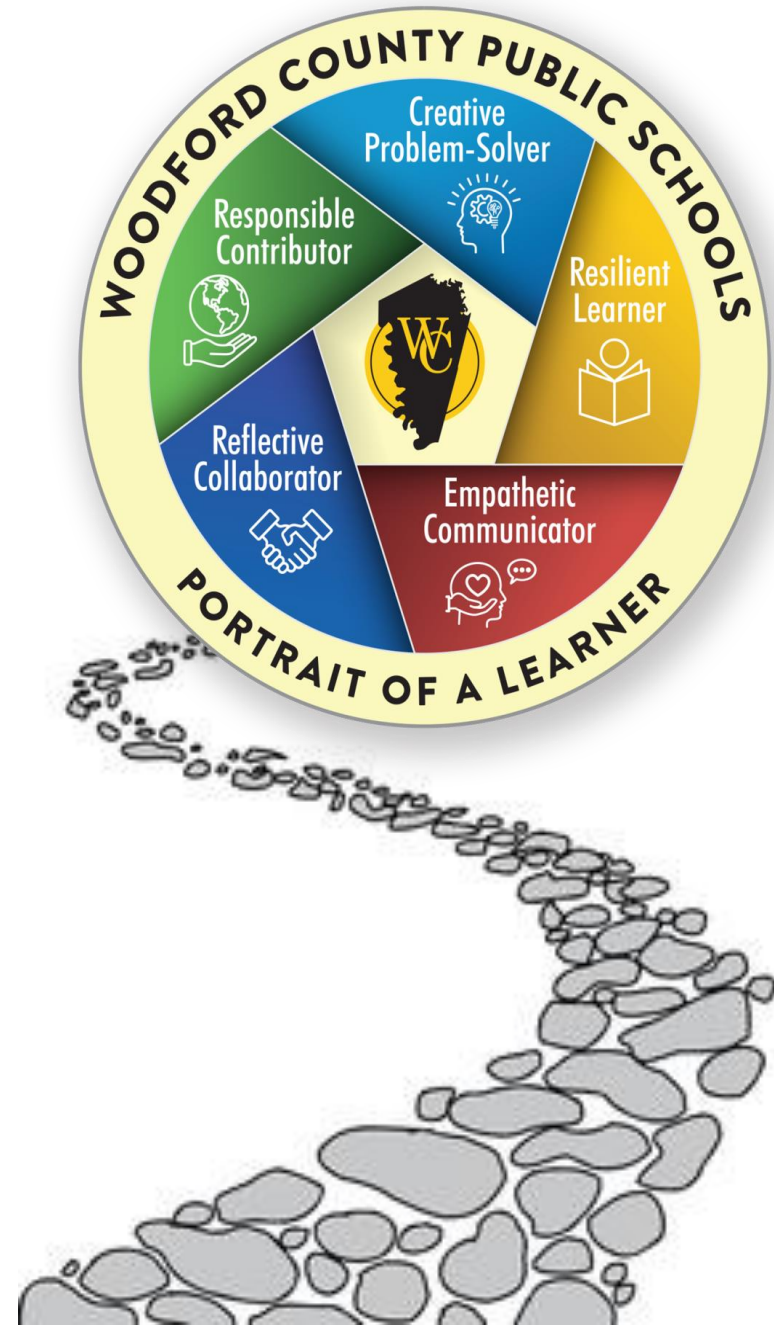 WOODFORD COUNTY PUBLIC SCHOOLS
Creative
Problem-Solver
Responsible
Contributor
Resilient
Learner
WC
Reflective
Collaborator
Empathetic
Communicator
PORTRAIT OF A LEARNER